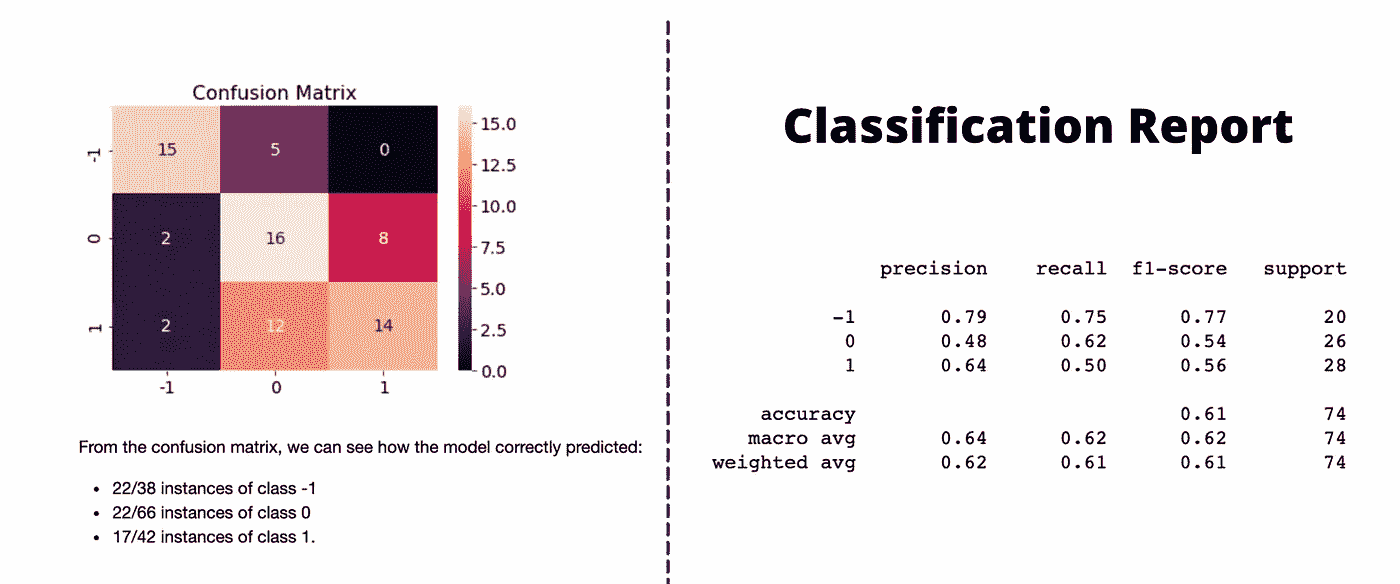 Confusion Matrix
-1 15 5 0
0 2 16 8
1 2 12 14
-1 0 1
15.0
12.5
10.0
7.5
5.0
2.5
0.0
From the confusion matrix, we can see how the model correctly predicted:
• 22/38 instances of class -1
• 22/66 instances of class 0
• 17/42 instances of class 1.
Classification Report
precision recall f1-score support
-1 0.79 0.75 0.77 20
0 0.48 0.62 0.54 26
1 0.64 0.50 0.56 28
accuracy 0.61 74
macro avg 0.64 0.62 0.62 74
weighted avg 0.62 0.61 0.61 74